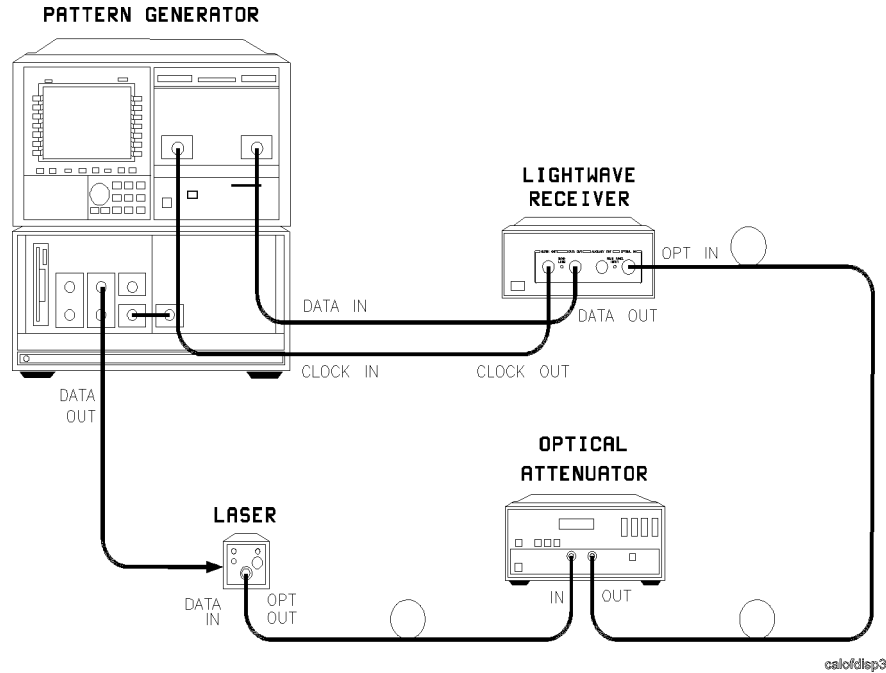 PATTERN GENERATOR
LIGHTWAVE
RECEIVER
OPT IN
DATA IN
DATA OUT
CLOCK IN
CLOCK OUT
DATA
OUT
OPTICAL
ATTENUATOR
LASER
DATA
IN
OPT
OUT
IN
OUT
calofdisp3